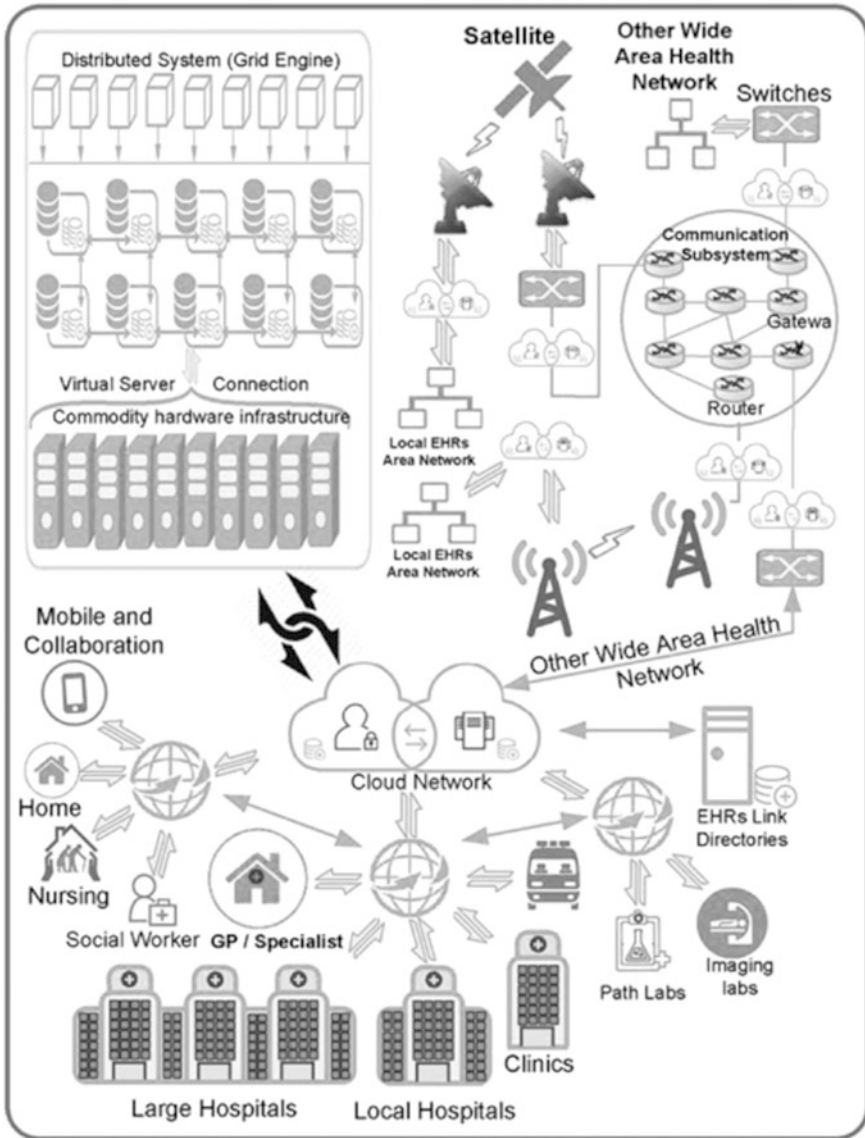 Distributed System (Grid Engine)
Virtual Server
Connection
Commodity hardware infrastructure
Satellite
Other Wide
Area Health
Network
Switches
Communication
Subsystem
Gatewa
Router
Local EHRs
Area Network
Local EHRs
Area Network
Mobile and
Collaboration
Other Wide Area Health
Network
Cloud Network
Home
Nursing
Social Worker
GP / Specialist
EHRs Link
Directories
Path Labs
Imaging
labs
Clinics
Large Hospitals
Local Hospitals